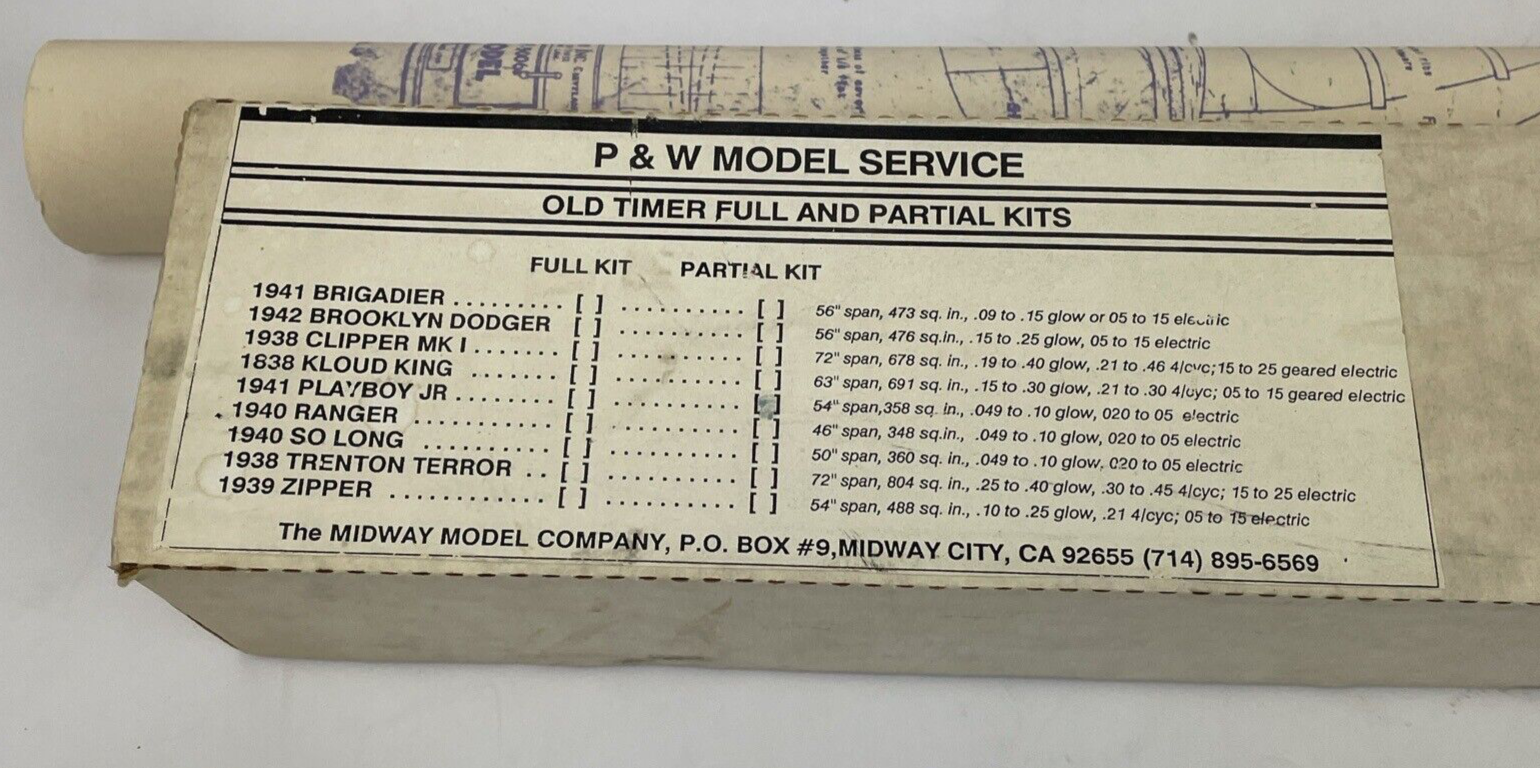 P & W MODEL SERVICE
OLD TIMER FULL AND PARTIAL KITS
FULL KIT PARTIAL KIT
1941 BRIGADIER ......... [ ] .......... [ ] 56" span, 473 sq. in., .09 to .15 glow or 05 to 15 electric
1942 BROOKLYN DODGER [ ] .......... [ ] 56" span, 476 sq.in., .15 to .25 glow, 05 to 15 electric
1938 CLIPPER MK I ....... [ ] .......... [ ] 72" span, 678 sq. in., .19 to .40 glow, .21 to .46 4/cyc;15 to 25 geared electric
1838 KLOUD KING ....... [ ] .......... [ ] 63" span, 691 sq. in., .15 to .30 glow, .21 to .30 4/cyc; 05 to 15 geared electric
1941 PLAYBOY JR ........ [ ] .......... [ ] 54" span,358 sq. in., .049 to .10 glow, 020 to 05 electric
1940 RANGER ........... [ ] .......... [ ] 46" span, 348 sq.in., .049 to .10 glow, 020 to 05 electric
1940 SO LONG .......... [ ] .......... [ ] 50" span, 360 sq. in., .049 to .10 glow, 020 to 05 electric
1938 TRENTON TERROR .. [ ] .......... [ ] 72" span, 804 sq. in., .25 to .40 glow, .30 to .45 4/cyc; 15 to 25 electric
1939 ZIPPER ............ [ ] .......... [ ] 54" span, 488 sq. in., .10 to .25 glow, .21 4/cyc; 05 to 15 electric
The MIDWAY MODEL COMPANY, P.O. BOX #9,MIDWAY CITY, CA 92655 (714) 895-6569